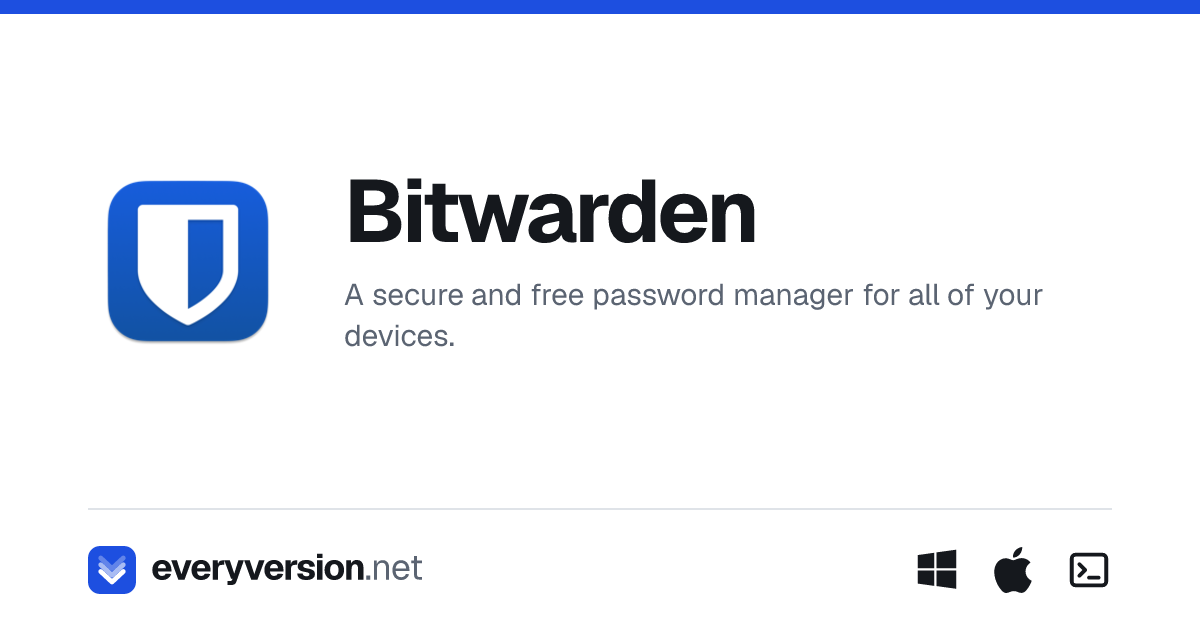 Bitwarden
A secure and free password manager for all of your
devices.
everyversion.net